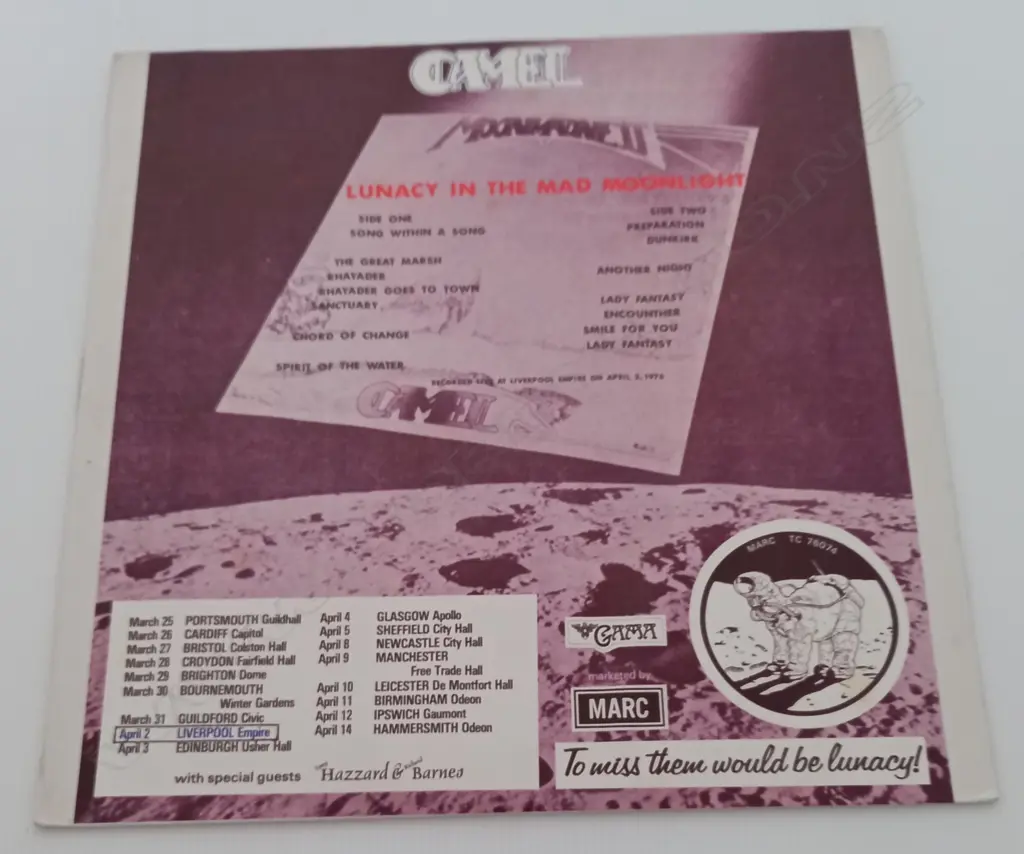 CAMEL
MOONMADNESS
LUNACY IN THE MAD MOONLIGHT
SIDE ONE
SONG WITHIN A SONG
THE GREAT MARSH
RHAYADER
RHAYADER GOES TO TOWN
SANCTUARY
CHORD OF CHANGE
SPIRIT OF THE WATER
SIDE TWO
PREPARATION
DUNKIRK
ANOTHER NIGHT
LADY FANTASY
ENCOUNTHER
SMILE FOR YOU
LADY FANTASY
RECORDED LIVE AT LIVERPOOL EMPIRE ON APRIL 2, 1976
CAMEL
MARC TC 76074
March 25 PORTSMOUTH Guildhall
March 26 CARDIFF Capitol
March 27 BRISTOL Colston Hall
March 28 CROYDON Fairfield Hall
March 29 BRIGHTON Dome
March 30 BOURNEMOUTH
Winter Gardens
March 31 GUILDFORD Civic
April 2 LIVERPOOL Empire
April 3 EDINBURGH Usher Hall
April 4 GLASGOW Apollo
April 5 SHEFFIELD City Hall
April 8 NEWCASTLE City Hall
April 9 MANCHESTER
Free Trade Hall
April 10 LEICESTER De Montfort Hall
April 11 BIRMINGHAM Odeon
April 12 IPSWICH Gaumont
April 14 HAMMERSMITH Odeon
with special guests Hazzard & Barnes
GAMA
marketed by
MARC
To miss them would be lunacy!